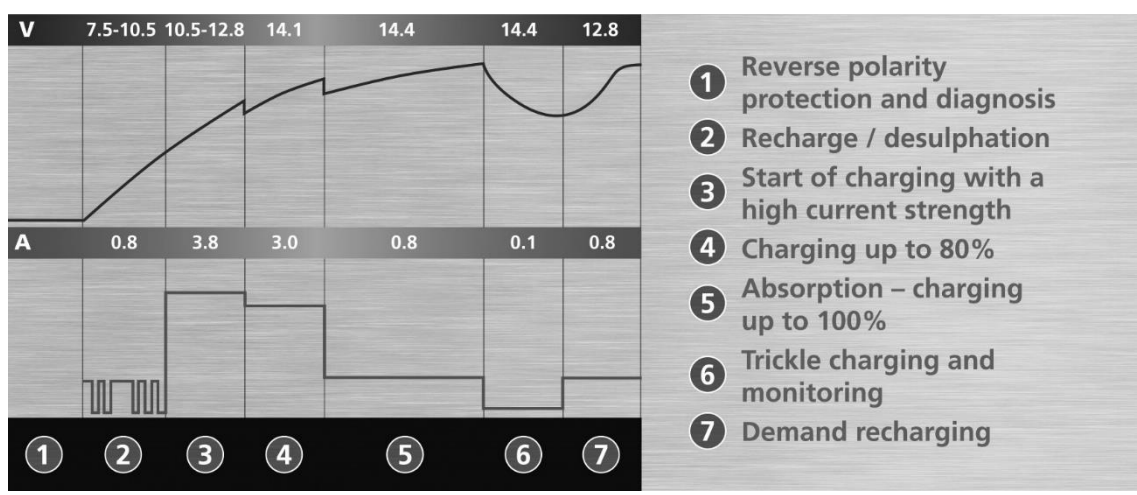 V 7.5-10.5 10.5-12.8 14.1 14.4 14.4 12.8
A 0.8 3.8 3.0 0.8 0.1 0.8
1 2 3 4 5 6 7
1 Reverse polarity
protection and diagnosis
2 Recharge / desulphation
3 Start of charging with a
high current strength
4 Charging up to 80%
5 Absorption – charging
up to 100%
6 Trickle charging and
monitoring
7 Demand recharging